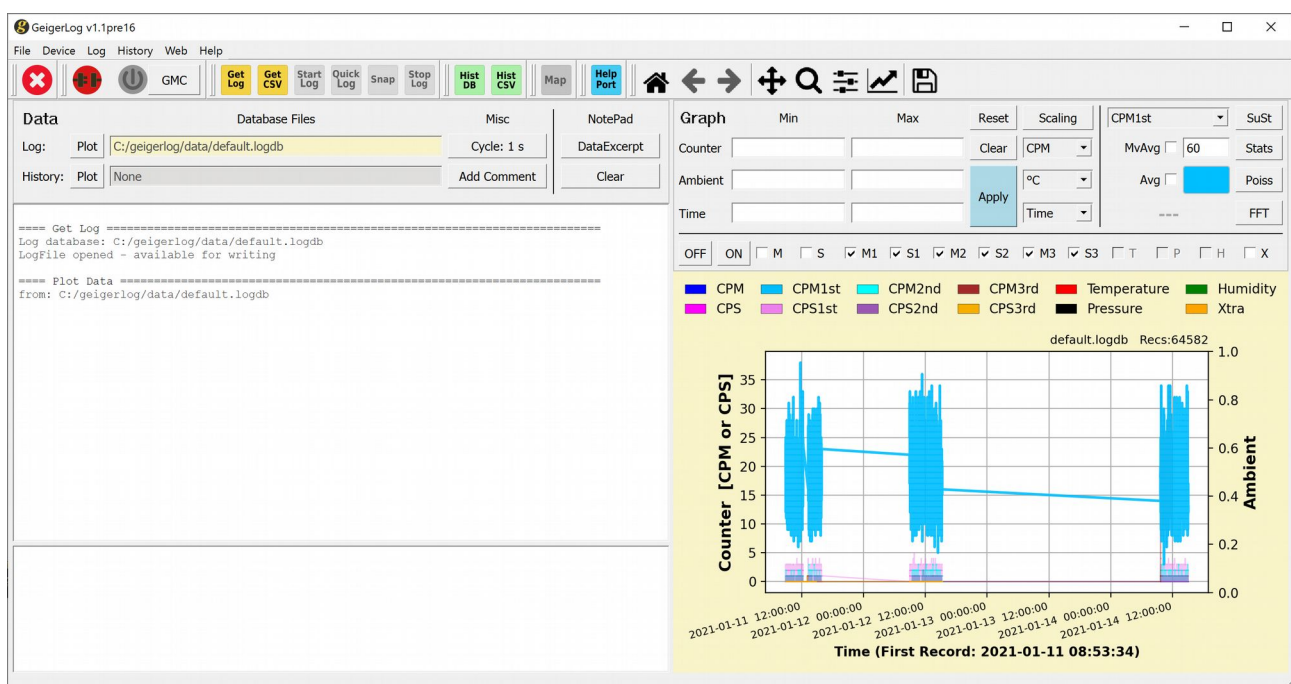 GeigerLog v1.1pre16
File Device Log History Web Help
GMC Get Log Get CSV Start Log Quick Log Snap Stop Log Hist DB Hist CSV Map Help Port
Data Database Files Misc NotePad
Log: Plot C:/geigerlog/data/default.logdb Cycle: 1 s DataExcerpt
History: Plot None Add Comment Clear
==== Get Log ========================================================================
Log database: C:/geigerlog/data/default.logdb
LogFile opened - available for writing
==== Plot Data ======================================================================
from: C:/geigerlog/data/default.logdb
Graph Min Max Reset Scaling CPM1st SuSt
Counter Clear CPM MvAvg 60 Stats
Ambient Apply °C Avg Poiss
Time Time --- FFT
OFF ON M S M1 S1 M2 S2 M3 S3 T P H X
CPM CPM1st CPM2nd CPM3rd Temperature Humidity
CPS CPS1st CPS2nd CPS3rd Pressure Xtra
default.logdb Recs:64582
Counter [CPM or CPS]
35
30
25
20
15
10
5
0
1.0
0.8
0.6
0.4
0.2
0.0
Ambient
2021-01-11 12:00:00
2021-01-12 00:00:00
2021-01-12 12:00:00
2021-01-13 00:00:00
2021-01-13 12:00:00
2021-01-14 00:00:00
2021-01-14 12:00:00
Time (First Record: 2021-01-11 08:53:34)